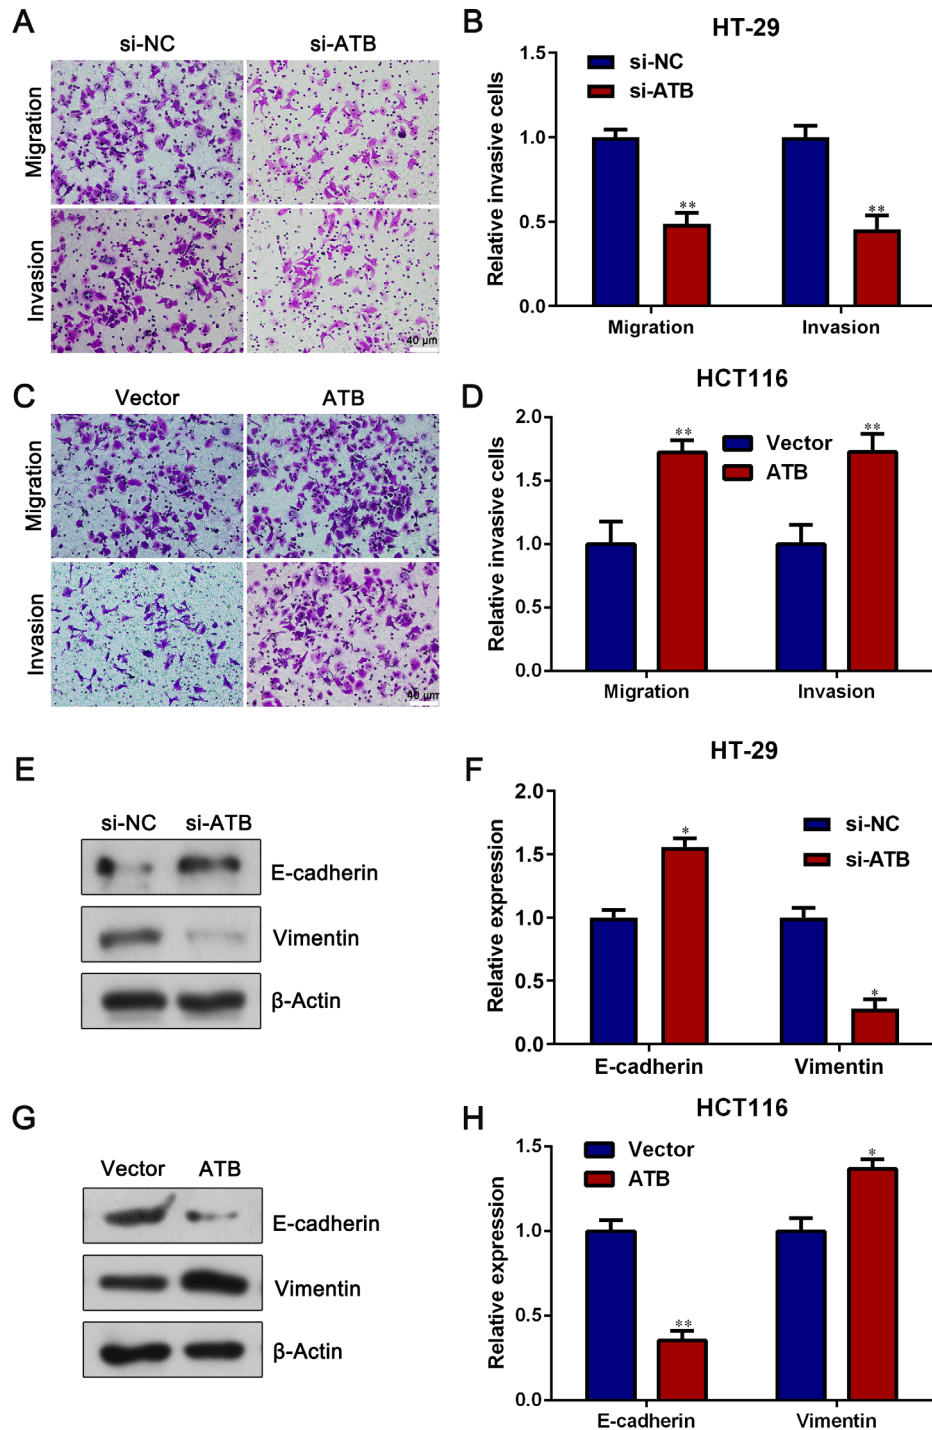 A
si-NC si-ATB
Migration
Invasion
40 μm
B
HT-29
si-NC
si-ATB
Relative invasive cells
1.5
1.0
0.5
0.0
** **
Migration Invasion
C
Vector ATB
Migration
Invasion
40 μm
D
HCT116
Vector
ATB
Relative invasive cells
2.0
1.5
1.0
0.5
0.0
** **
Migration Invasion
E
si-NC si-ATB
E-cadherin
Vimentin
β-Actin
F
HT-29
si-NC
si-ATB
Relative expression
2.0
1.5
1.0
0.5
0.0
* *
E-cadherin Vimentin
G
Vector ATB
E-cadherin
Vimentin
β-Actin
H
HCT116
Vector
ATB
Relative expression
1.5
1.0
0.5
0.0
** *
E-cadherin Vimentin